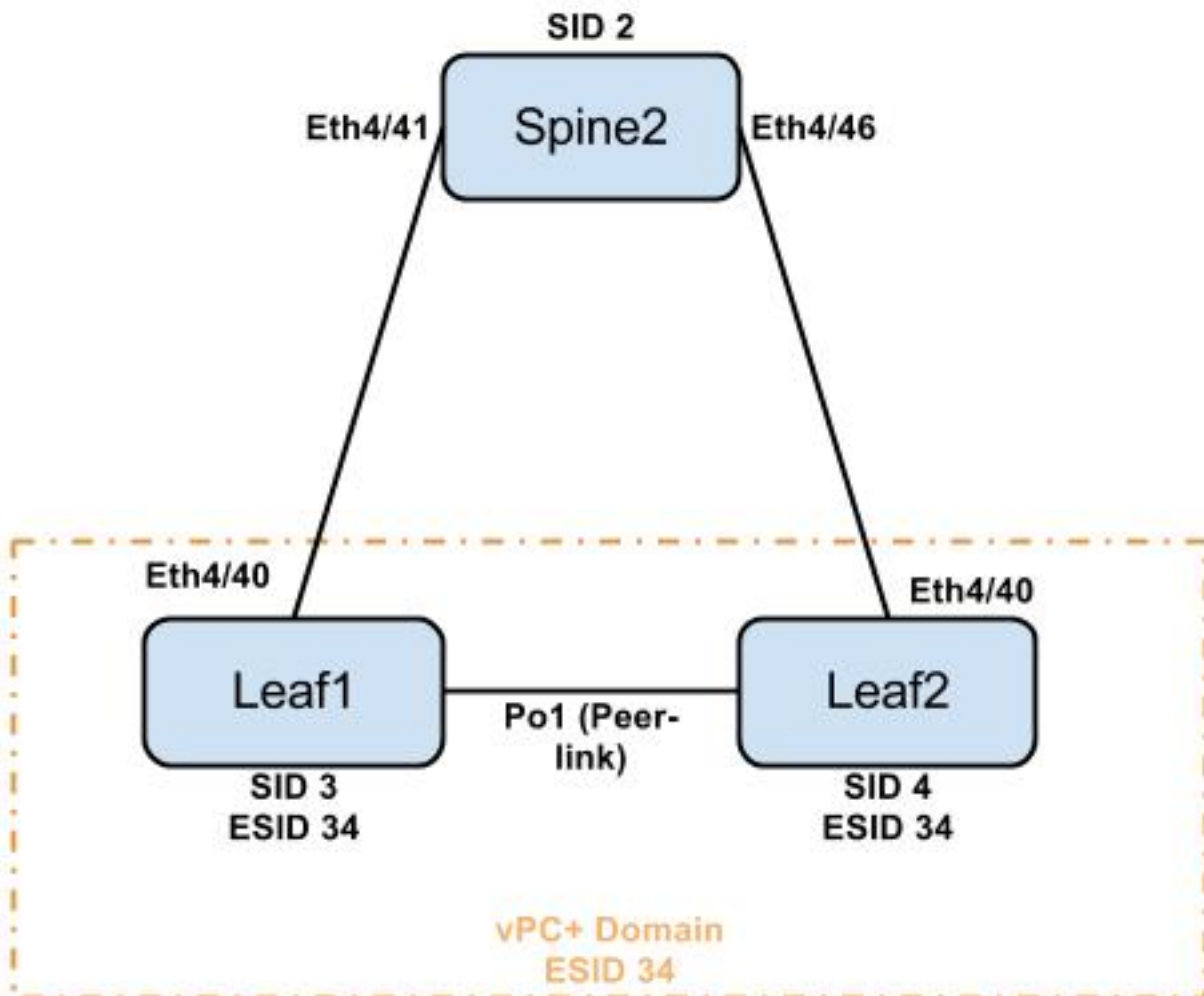 SID 2
Eth4/41
Spine2
Eth4/46
Eth4/40
Eth4/40
Leaf1
Leaf2
Po1 (Peer-
link)
SID 3
ESID 34
SID 4
ESID 34
vPC+ Domain
ESID 34